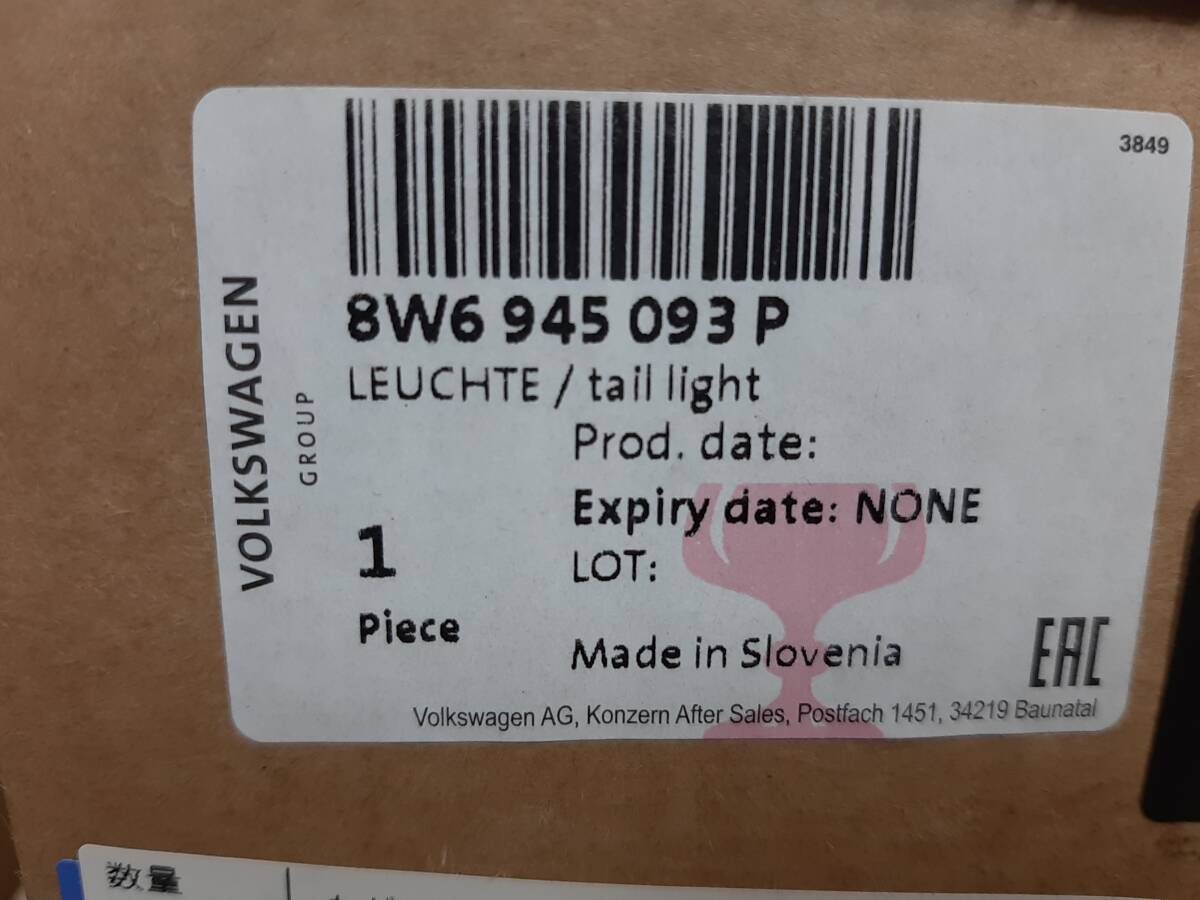 3849
8W6 945 093 P
LEUCHTE / tail light
Prod. date:
Expiry date: NONE
LOT:
1
Piece
Made in Slovenia
EAC
Volkswagen AG, Konzern After Sales, Postfach 1451, 34219 Baunatal
VOLKSWAGEN
GROUP
数量